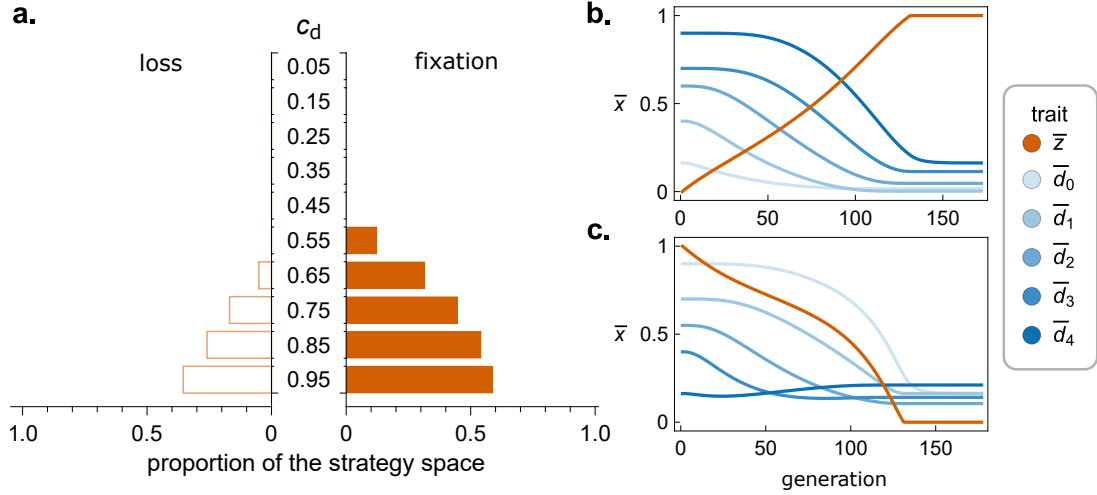 a.
c_d
loss
fixation
0.05
0.15
0.25
0.35
0.45
0.55
0.65
0.75
0.85
0.95
1.0 0.5 0 0 0.5 1.0
proportion of the strategy space
b.
1
x̅ 0.5
0
0 50 100 150
c.
1
x̅ 0.5
0
0 50 100 150
generation
trait
z̅
d̅_0
d̅_1
d̅_2
d̅_3
d̅_4